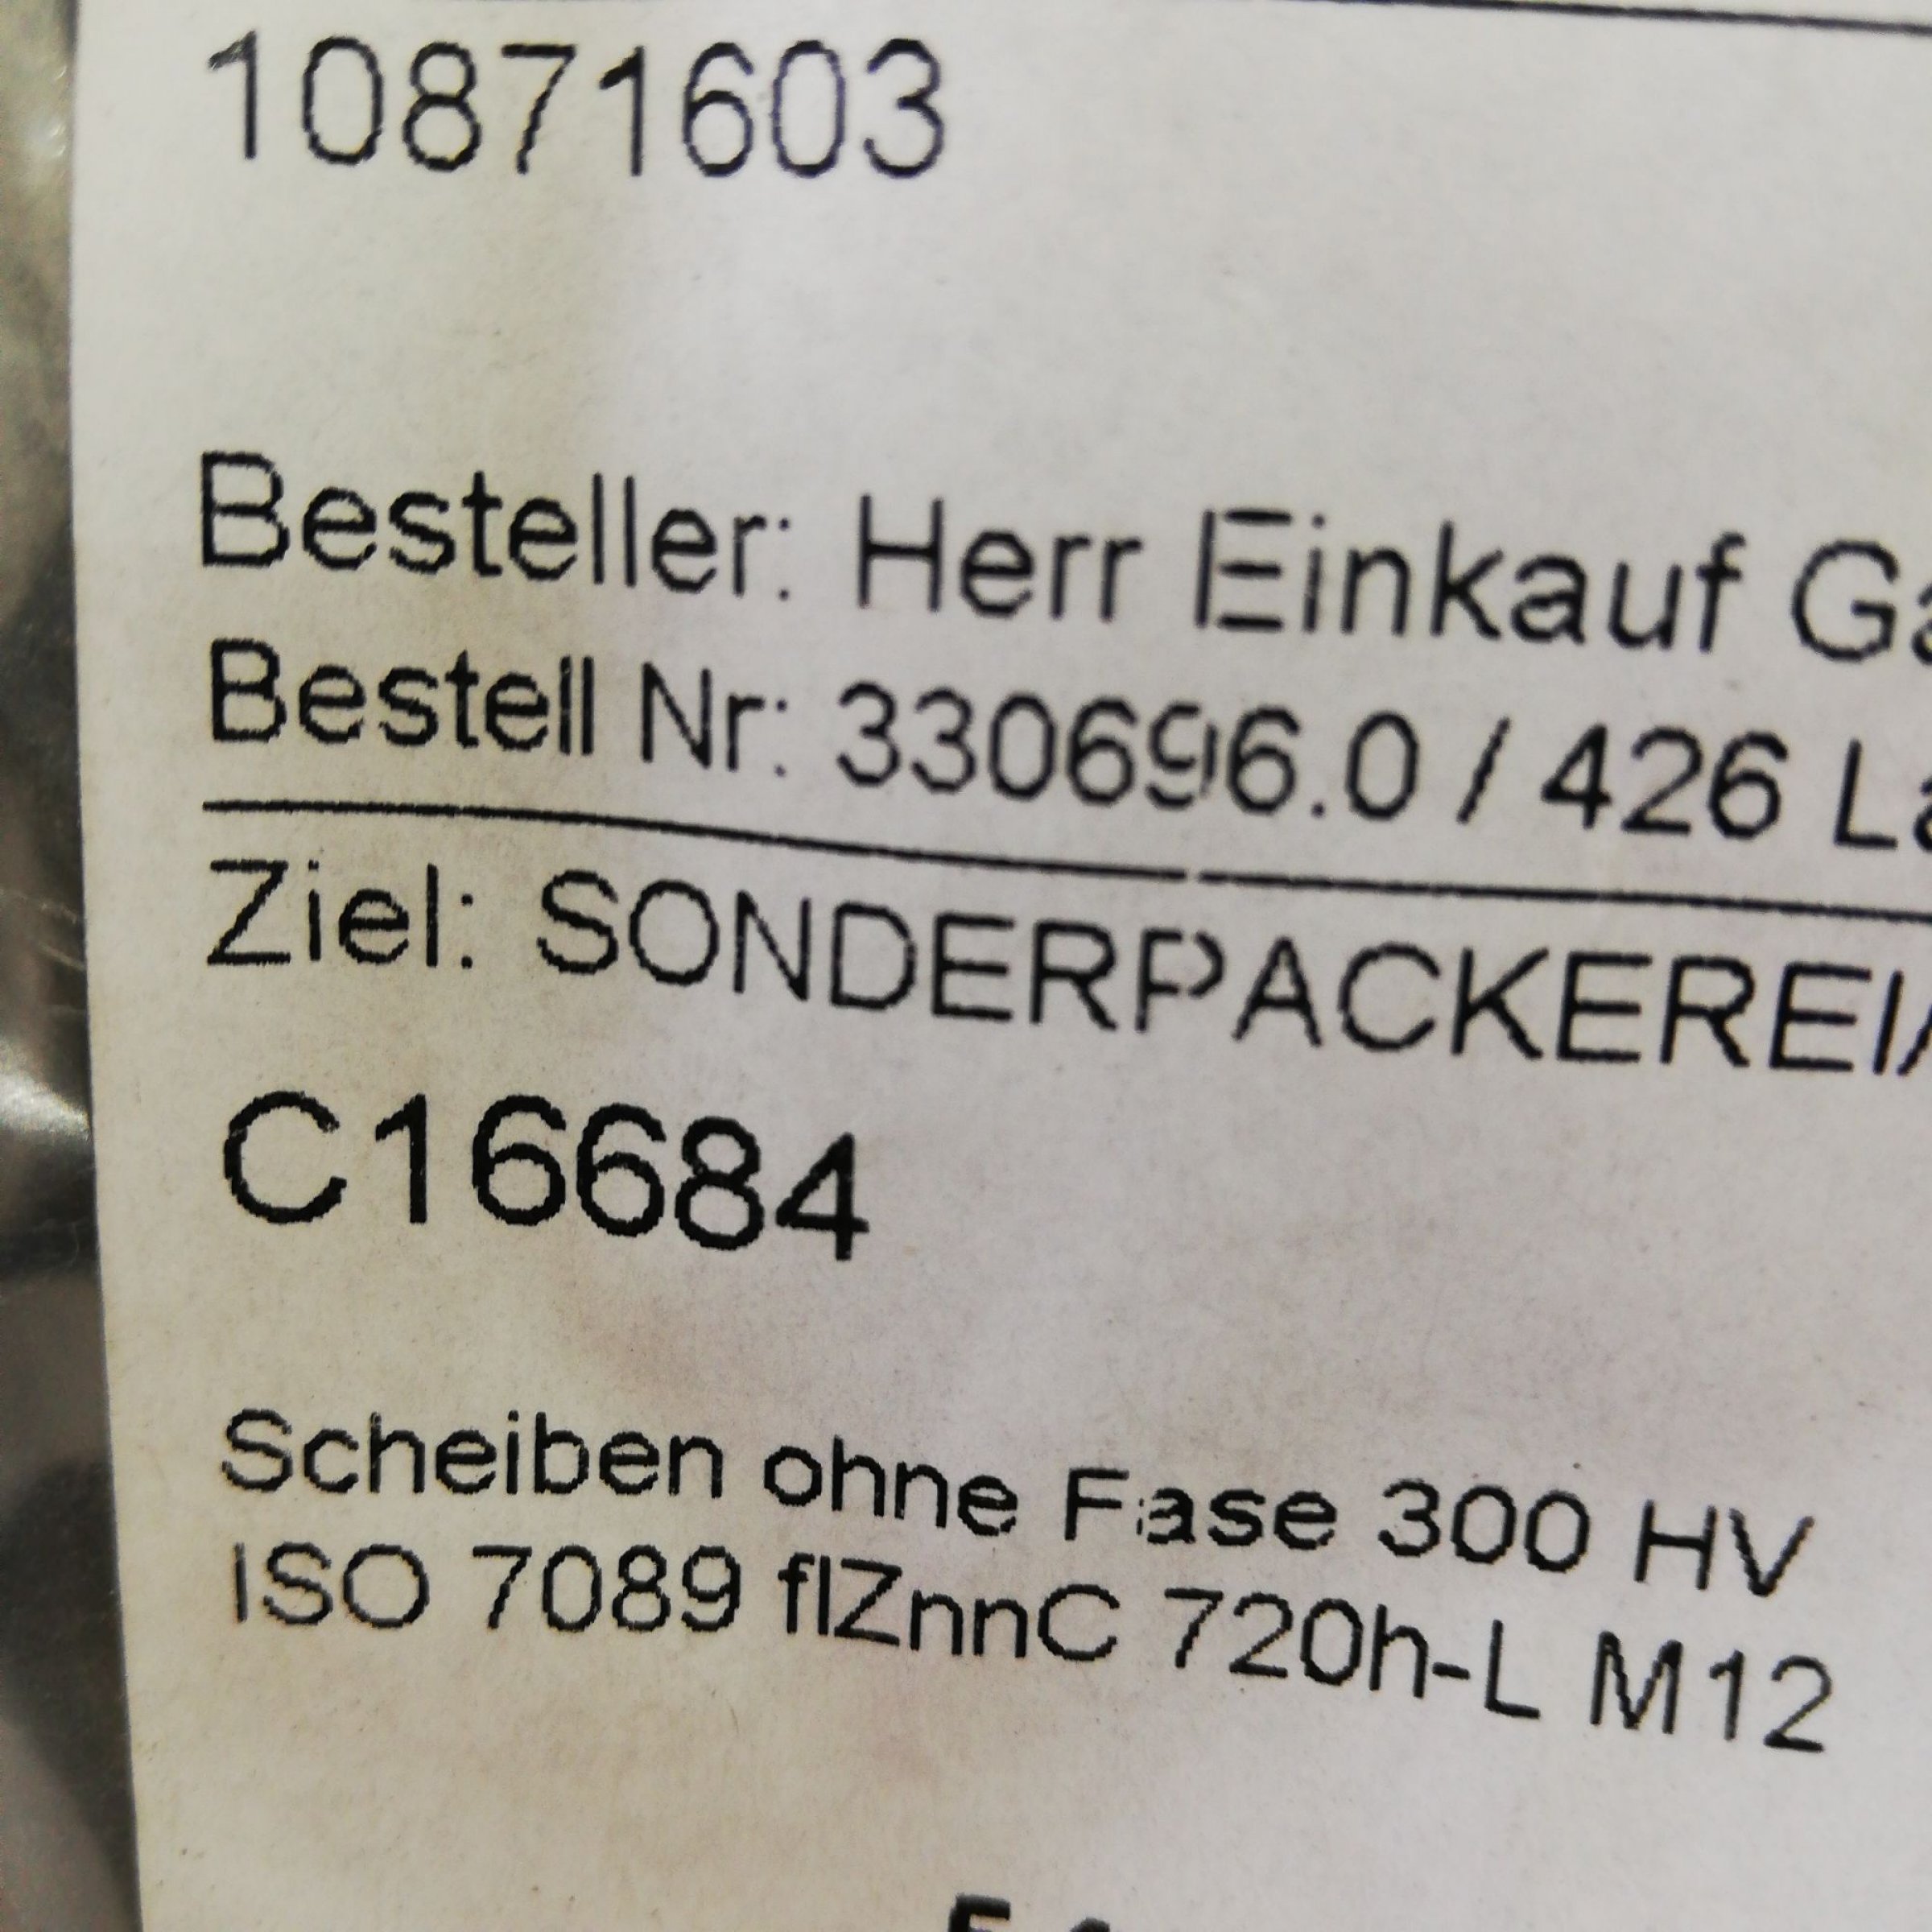 10871603
Besteller: Herr Einkauf
Bestell Nr: 330696.0 / 426
Ziel: SONDERPACKEREI
C16684
Scheiben ohne Fase 300 HV
ISO 7089 flZnnC 720h-L M12